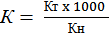 К = Кт х 1000 / Кн